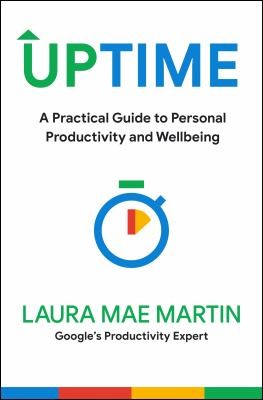 UPTIME
A Practical Guide to Personal
Productivity and Wellbeing
LAURA MAE MARTIN
Google's Productivity Expert